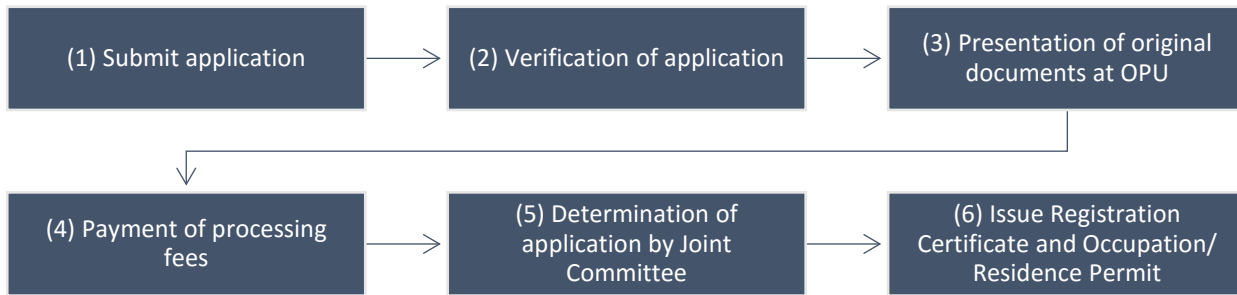 (1) Submit application
(2) Verification of application
(3) Presentation of original
documents at OPU
(4) Payment of processing
fees
(5) Determination of
application by Joint
Committee
(6) Issue Registration
Certificate and Occupation/
Residence Permit